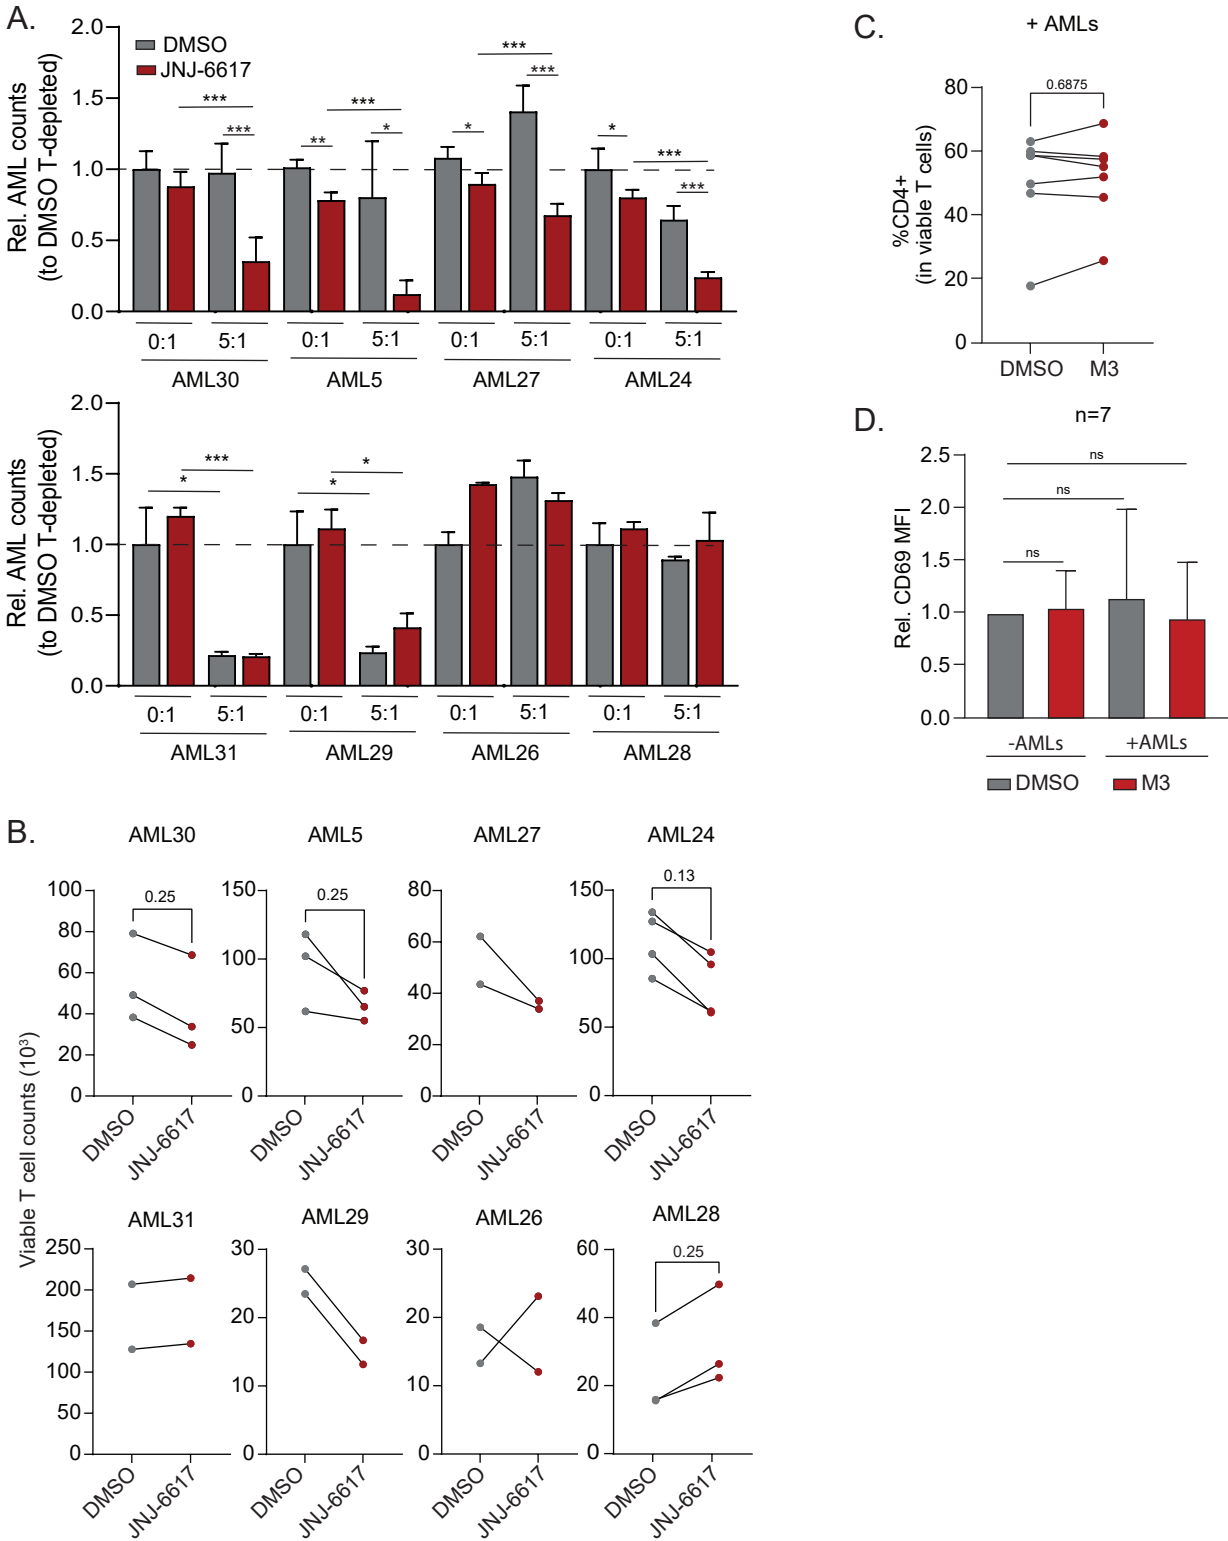 A.
Rel. AML counts
(to DMSO T-depleted)
2.0
1.5
1.0
0.5
0.0
DMSO
JNJ-6617
***
***
***
**
*
***
*
***
*
***
***
0:1 5:1 0:1 5:1 0:1 5:1 0:1 5:1
AML30 AML5 AML27 AML24
Rel. AML counts
(to DMSO T-depleted)
2.0
1.5
1.0
0.5
0.0
***
*
*
*
0:1 5:1 0:1 5:1 0:1 5:1 0:1 5:1
AML31 AML29 AML26 AML28
B.
Viable T cell counts (10³)
AML30
100
80
60
40
20
0
0.25
DMSO
JNJ-6617
AML5
150
100
50
0
0.25
DMSO
JNJ-6617
AML27
80
60
40
20
0
DMSO
JNJ-6617
AML24
150
100
50
0
0.13
DMSO
JNJ-6617
AML31
250
200
150
100
50
0
DMSO
JNJ-6617
AML29
30
20
10
0
DMSO
JNJ-6617
AML26
30
20
10
0
DMSO
JNJ-6617
AML28
60
40
20
0
0.25
DMSO
JNJ-6617
C.
+ AMLs
%CD4+
(in viable T cells)
80
60
40
20
0
0.6875
DMSO M3
D.
n=7
Rel. CD69 MFI
2.5
2.0
1.5
1.0
0.5
0.0
ns
ns
ns
-AMLs +AMLs
DMSO M3